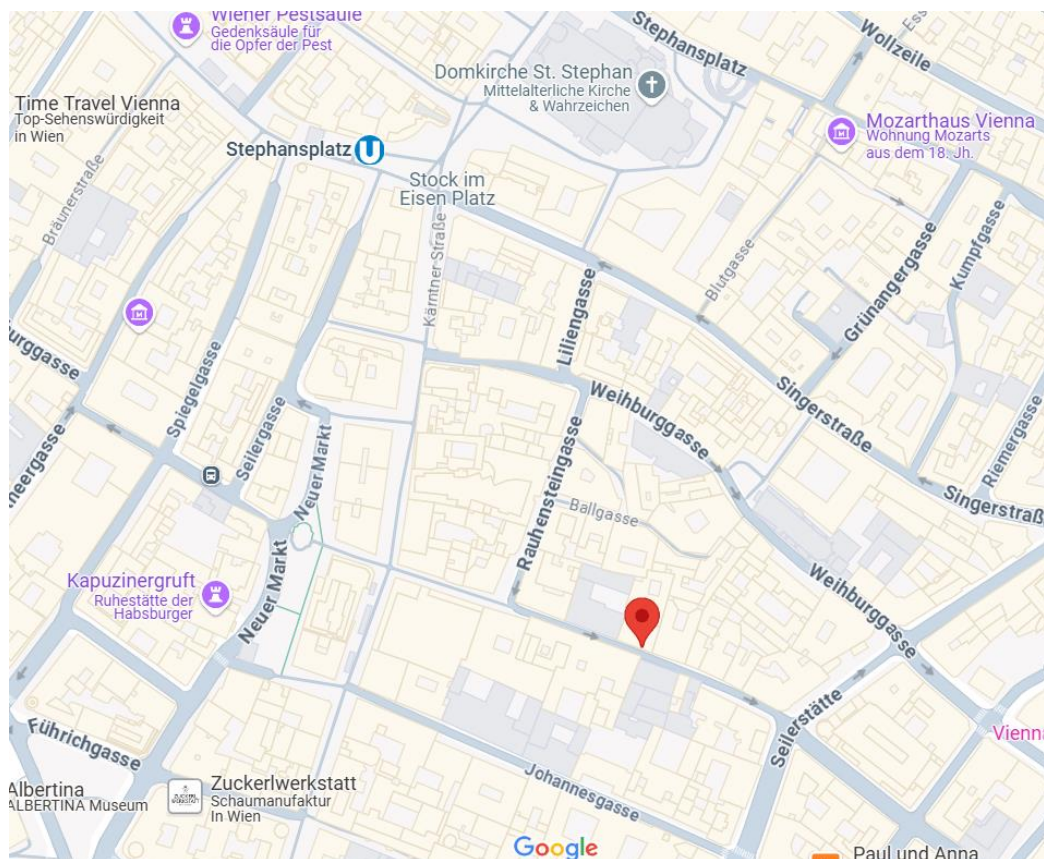 Wiener Pestsäule
Gedenksäule für
die Opfer der Pest
Stephansplatz
Wollzeile
Domkirche St. Stephan
Mittelalterliche Kirche
& Wahrzeichen
Time Travel Vienna
Top-Sehenswürdigkeit
in Wien
Mozarthaus Vienna
Wohnung Mozarts
aus dem 18. Jh.
Stephansplatz
U
Stock im
Eisen Platz
Bräunerstraße
Kärntner Straße
Blutgasse
Grünangergasse
Kumpfgasse
Liliengasse
Spiegelgasse
Seilergasse
Weihburggasse
Singerstraße
Riemergasse
Neuer Markt
Rauhensteingasse
Ballgasse
Singerstraß
Kapuzinergruft
Ruhestätte der
Habsburger
Neuer Markt
Weihburggasse
Seilerstätte
Führichgasse
Johannesgasse
Albertina
ALBERTINA Museum
Zuckerlwerkstatt
Schaumanufaktur
In Wien
Google
Paul und Anna